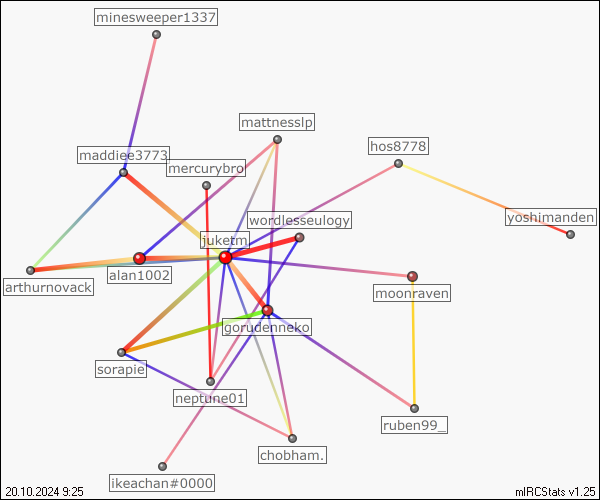 minesweeper1337
mattnesslp
hos8778
maddiee3773
mercurybro
wordlesseulogy
yoshimanden
juketm
alan1002
arthurnovack
moonraven
gorudenneko
sorapie
neptune01
ruben99_
chobham.
ikeachan#0000
20.10.2024 9:25
mIRCStats v1.25